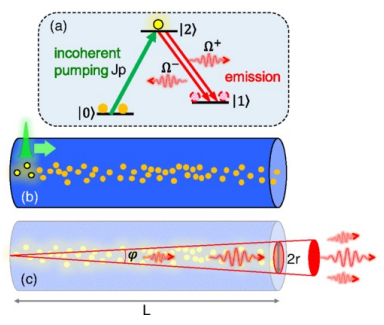 (a)
|2⟩
incoherent
pumping Jp
Ω⁺
Ω⁻
emission
|0⟩
|1⟩
(b)
φ
2r
(c)
L